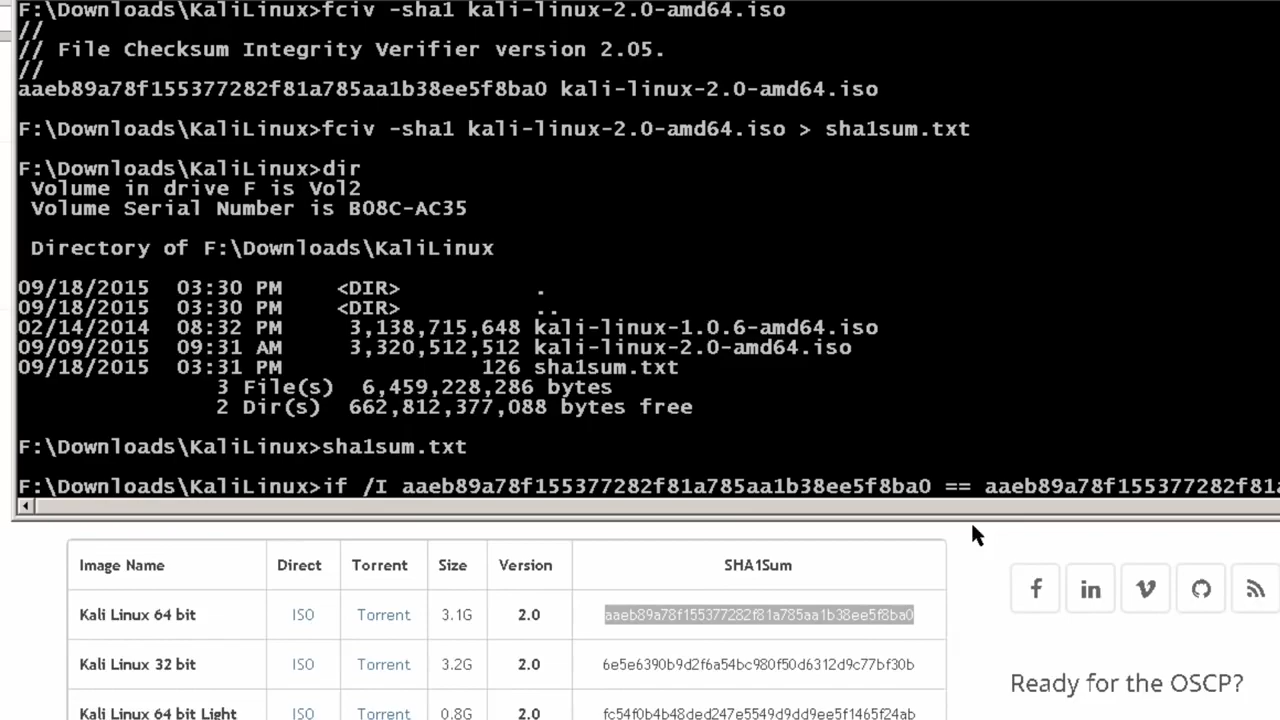 F:\Downloads\KaliLinux>fciv -sha1 kali-linux-2.0-amd64.iso
//
// File Checksum Integrity Verifier version 2.05.
//
aaeb89a78f155377282f81a785aa1b38ee5f8ba0 kali-linux-2.0-amd64.iso
F:\Downloads\KaliLinux>fciv -sha1 kali-linux-2.0-amd64.iso > sha1sum.txt
F:\Downloads\KaliLinux>dir
Volume in drive F is Vol2
Volume Serial Number is B08C-AC35
Directory of F:\Downloads\KaliLinux
09/18/2015 03:30 PM <DIR> .
09/18/2015 03:30 PM <DIR> ..
02/14/2014 08:32 PM 3,138,715,648 kali-linux-1.0.6-amd64.iso
09/09/2015 09:31 AM 3,320,512,512 kali-linux-2.0-amd64.iso
09/18/2015 03:31 PM 126 sha1sum.txt
3 File(s) 6,459,228,286 bytes
2 Dir(s) 662,812,377,088 bytes free
F:\Downloads\KaliLinux>sha1sum.txt
F:\Downloads\KaliLinux>if /I aaeb89a78f155377282f81a785aa1b38ee5f8ba0 == aaeb89a78f155377282f81a
Image Name Direct Torrent Size Version SHA1Sum
Kali Linux 64 bit ISO Torrent 3.1G 2.0 aaeb89a78f155377282f81a785aa1b38ee5f8ba0
Kali Linux 32 bit ISO Torrent 3.2G 2.0 6e5e6390b9d2f6a54bc980f50d6312d9c77bf30b
Kali Linux 64 bit Light ISO Torrent 0.8G 2.0 fc54f0b4b48ded247e5549d9dd9ee5f1465f24ab
Ready for the OSCP?